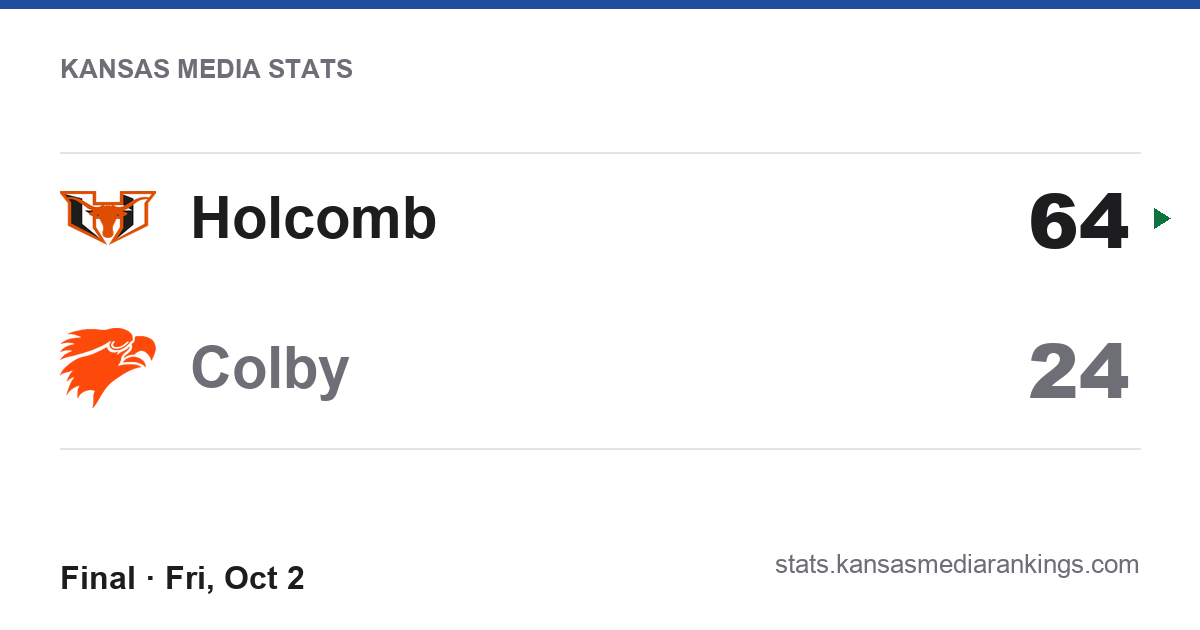 KANSAS MEDIA STATS
Holcomb 64
Colby 24
Final · Fri, Oct 2
stats.kansasmediarankings.com